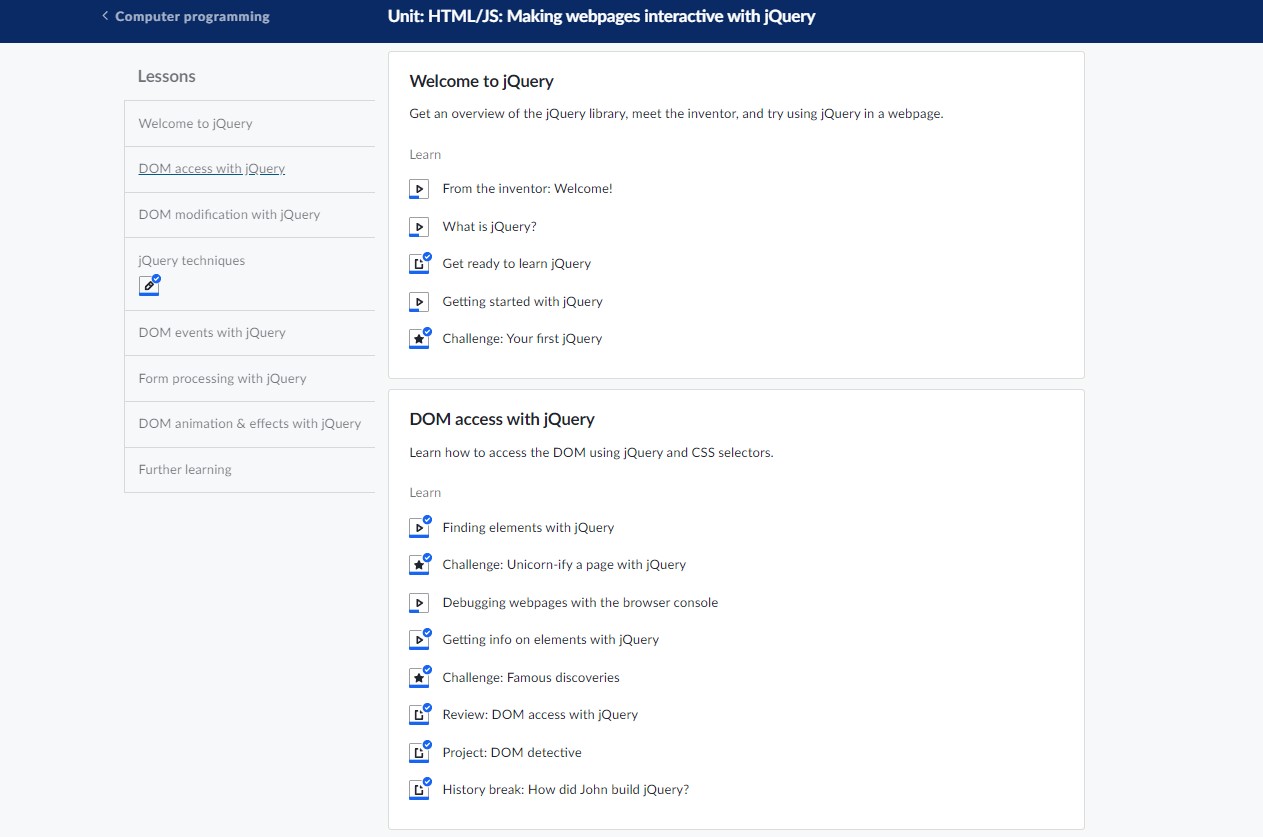 Computer programming
Unit: HTML/JS: Making webpages interactive with jQuery
Lessons
Welcome to jQuery
DOM access with jQuery
DOM modification with jQuery
jQuery techniques
DOM events with jQuery
Form processing with jQuery
DOM animation & effects with jQuery
Further learning
Welcome to jQuery
Get an overview of the jQuery library, meet the inventor, and try using jQuery in a webpage.
Learn
From the inventor: Welcome!
What is jQuery?
Get ready to learn jQuery
Getting started with jQuery
Challenge: Your first jQuery
DOM access with jQuery
Learn how to access the DOM using jQuery and CSS selectors.
Learn
Finding elements with jQuery
Challenge: Unicorn-ify a page with jQuery
Debugging webpages with the browser console
Getting info on elements with jQuery
Challenge: Famous discoveries
Review: DOM access with jQuery
Project: DOM detective
History break: How did John build jQuery?